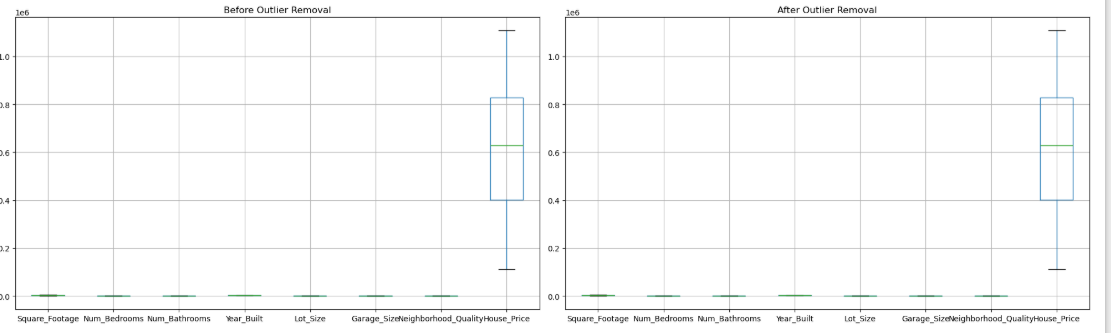 Before Outlier Removal
1e6
1.0
0.8
0.6
0.4
0.2
0.0
Square_Footage Num_Bedrooms Num_Bathrooms Year_Built Lot_Size Garage_Size Neighborhood_Quality House_Price
After Outlier Removal
1e6
1.0
0.8
0.6
0.4
0.2
0.0
Square_Footage Num_Bedrooms Num_Bathrooms Year_Built Lot_Size Garage_Size Neighborhood_Quality House_Price